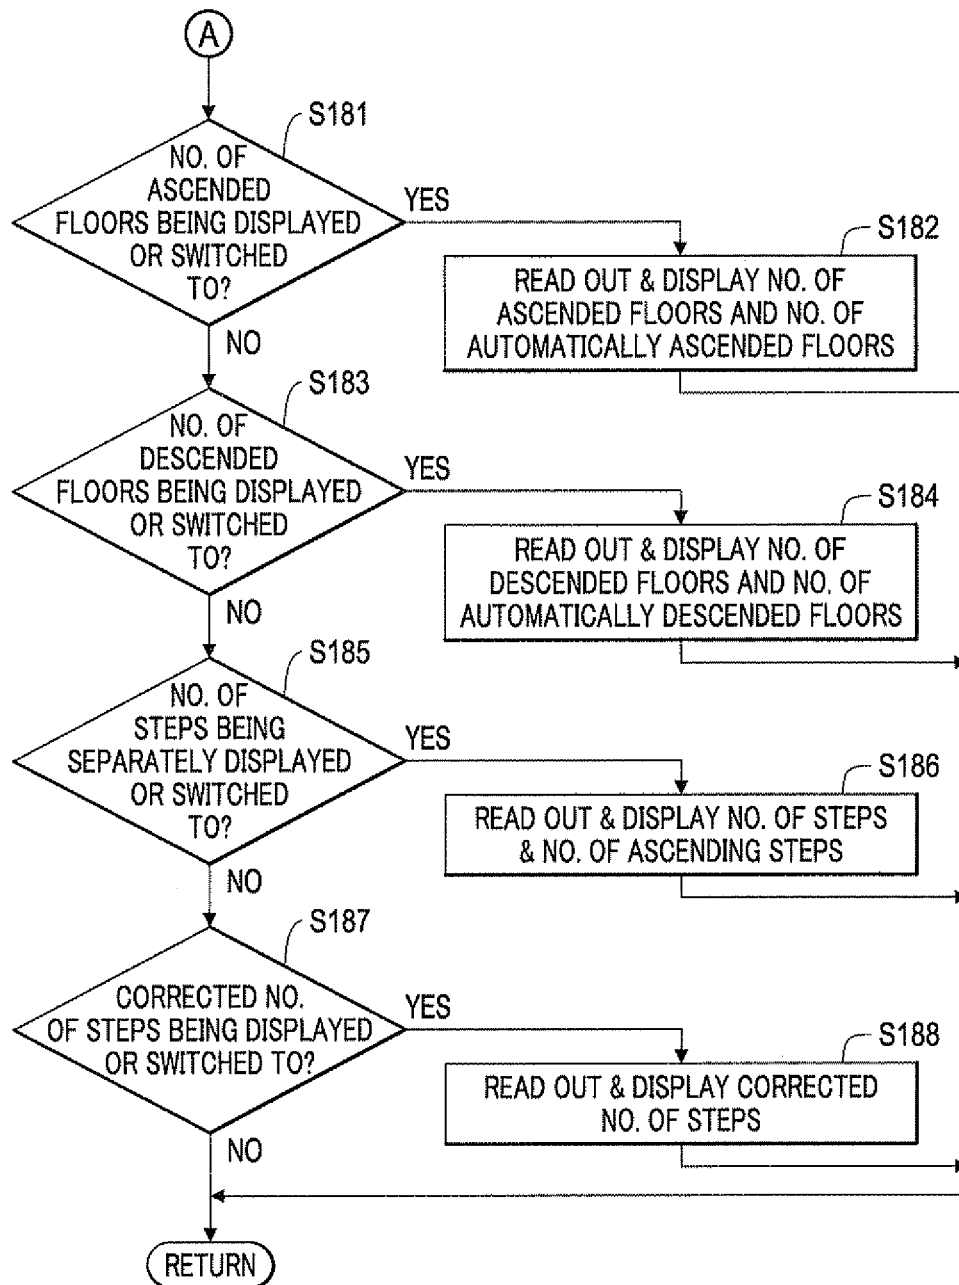 A
S181
NO. OF
ASCENDED
FLOORS BEING DISPLAYED
OR SWITCHED
TO?
YES
NO
S182
READ OUT & DISPLAY NO. OF
ASCENDED FLOORS AND NO. OF
AUTOMATICALLY ASCENDED FLOORS
S183
NO. OF
DESCENDED
FLOORS BEING DISPLAYED
OR SWITCHED
TO?
YES
NO
S184
READ OUT & DISPLAY NO. OF
DESCENDED FLOORS AND NO. OF
AUTOMATICALLY DESCENDED FLOORS
S185
NO. OF
STEPS BEING
SEPARATELY DISPLAYED
OR SWITCHED
TO?
YES
NO
S186
READ OUT & DISPLAY NO. OF STEPS
& NO. OF ASCENDING STEPS
S187
CORRECTED NO.
OF STEPS BEING DISPLAYED
OR SWITCHED TO?
YES
NO
S188
READ OUT & DISPLAY CORRECTED
NO. OF STEPS
RETURN